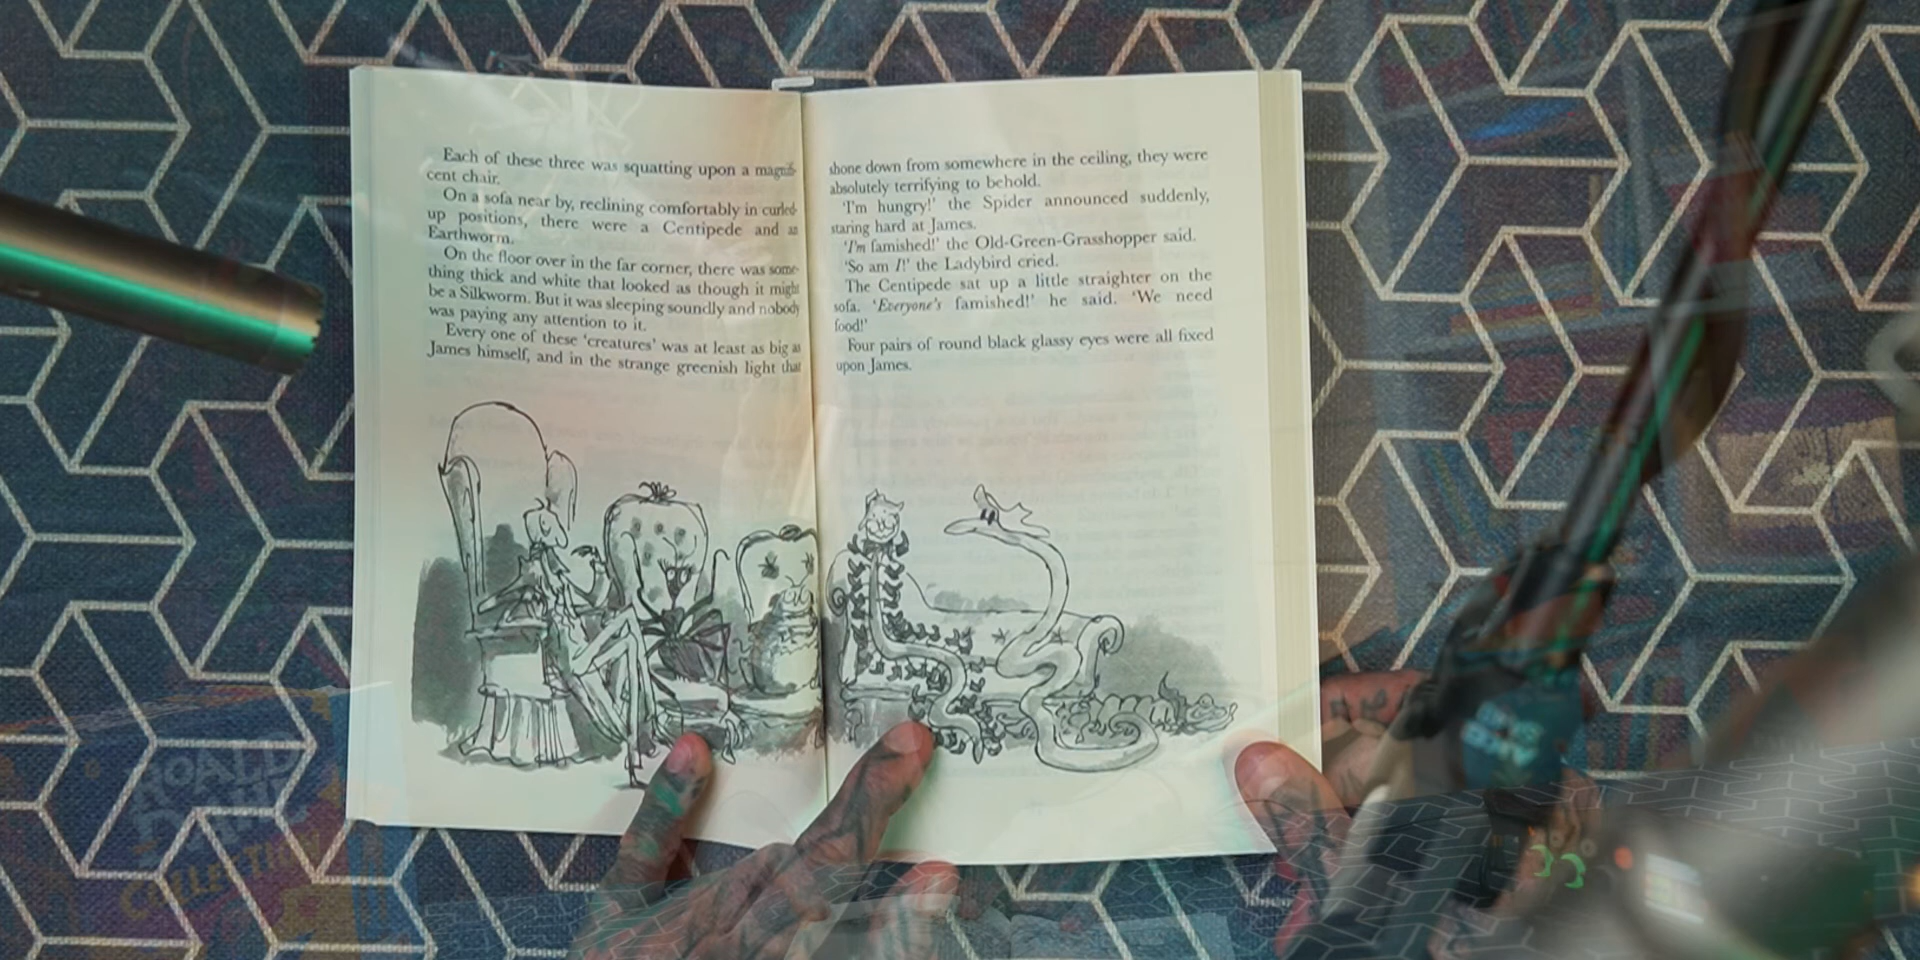 Each of these three was squatting upon a magnifi-
cent chair.
On a sofa near by, reclining comfortably in curled-
up positions, there were a Centipede and an
Earthworm.
On the floor over in the far corner, there was some-
thing thick and white that looked as though it might
be a Silkworm. But it was sleeping soundly and nobody
was paying any attention to it.
Every one of these 'creatures' was at least as big as
James himself, and in the strange greenish light that
shone down from somewhere in the ceiling, they were
absolutely terrifying to behold.
'I'm hungry!' the Spider announced suddenly,
staring hard at James.
'I'm famished!' the Old-Green-Grasshopper said.
'So am I!' the Ladybird cried.
The Centipede sat up a little straighter on the
sofa. 'Everyone's famished!' he said. 'We need
food!'
Four pairs of round black glassy eyes were all fixed
upon James.
ROALD
DAHL
COLLECTION